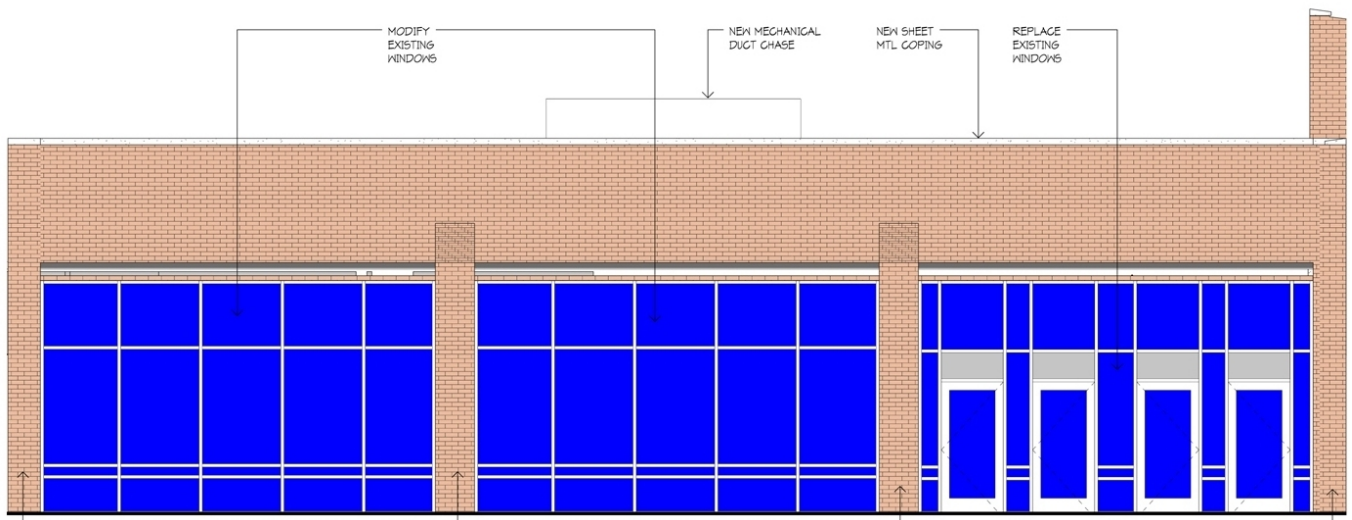 MODIFY
EXISTING
WINDOWS
NEW MECHANICAL
DUCT CHASE
NEW SHEET
MTL COPING
REPLACE
EXISTING
WINDOWS